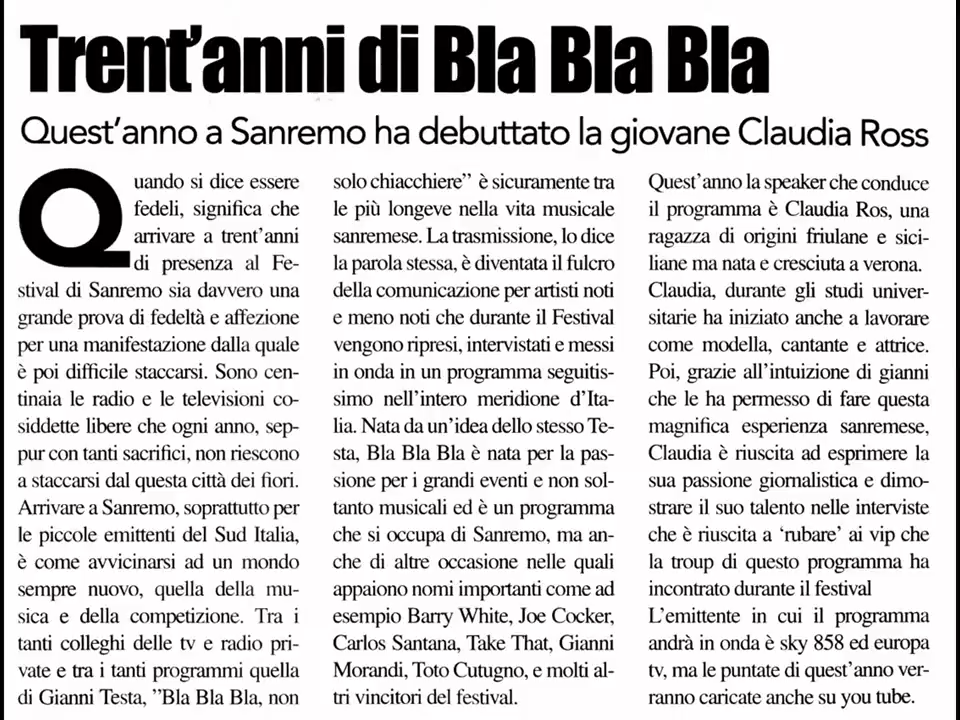 Trent'anni di Bla Bla Bla
Quest'anno a Sanremo ha debuttato la giovane Claudia Ross
Quando si dice essere
fedeli, significa che
arrivare a trent'anni
di presenza al Fe-
stival di Sanremo sia davvero una
grande prova di fedeltà e affezione
per una manifestazione dalla quale
è poi difficile staccarsi. Sono cen-
tinaia le radio e le televisioni co-
siddette libere che ogni anno, sep-
pur con tanti sacrifici, non riescono
a staccarsi dal questa città dei fiori.
Arrivare a Sanremo, soprattutto per
le piccole emittenti del Sud Italia,
è come avvicinarsi ad un mondo
sempre nuovo, quella della mu-
sica e della competizione. Tra i
tanti colleghi delle tv e radio pri-
vate e tra i tanti programmi quella
di Gianni Testa, "Bla Bla Bla, non
solo chiacchiere" è sicuramente tra
le più longeve nella vita musicale
sanremese. La trasmissione, lo dice
la parola stessa, è diventata il fulcro
della comunicazione per artisti noti
e meno noti che durante il Festival
vengono ripresi, intervistati e messi
in onda in un programma seguitis-
simo nell'intero meridione d'Ita-
lia. Nata da un'idea dello stesso Te-
sta, Bla Bla Bla è nata per la pas-
sione per i grandi eventi e non sol-
tanto musicali ed è un programma
che si occupa di Sanremo, ma an-
che di altre occasione nelle quali
appaiono nomi importanti come ad
esempio Barry White, Joe Cocker,
Carlos Santana, Take That, Gianni
Morandi, Toto Cutugno, e molti al-
tri vincitori del festival.
Quest'anno la speaker che conduce
il programma è Claudia Ros, una
ragazza di origini friulane e sici-
liane ma nata e cresciuta a verona.
Claudia, durante gli studi univer-
sitarie ha iniziato anche a lavorare
come modella, cantante e attrice.
Poi, grazie all'intuizione di gianni
che le ha permesso di fare questa
magnifica esperienza sanremese,
Claudia è riuscita ad esprimere la
sua passione giornalistica e dimo-
strare il suo talento nelle interviste
che è riuscita a 'rubare' ai vip che
la troup di questo programma ha
incontrato durante il festival
L'emittente in cui il programma
andrà in onda è sky 858 ed europa
tv, ma le puntate di quest'anno ver-
ranno caricate anche su you tube.